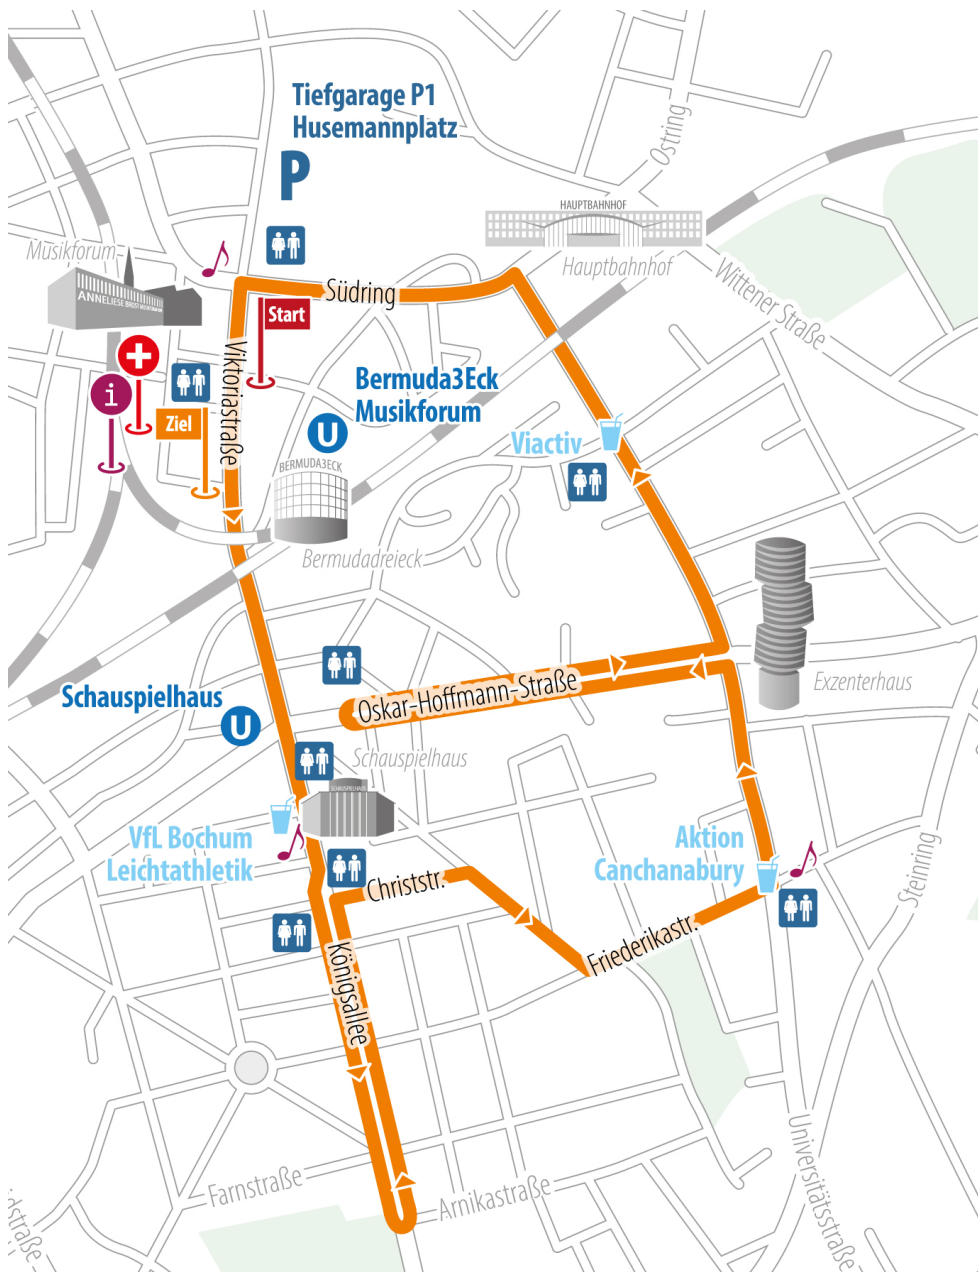 Tiefgarage P1
Husemannplatz
P
Ostring
HAUPTBAHNHOF
Hauptbahnhof
Wittener Straße
Musikforum
ANNELIESE BROST MUSIKFORUM
Südring
Start
Viktoriastraße
i
Ziel
Bermuda3Eck
Musikforum
U
Viactiv
BERMUDA3ECK
Bermudadreieck
Schauspielhaus
U
Oskar-Hoffmann-Straße
Exzenterhaus
Schauspielhaus
SCHAUSPIELHAUS
VfL Bochum
Leichtathletik
Aktion
Canchanabury
Steinring
Christstr.
Friederikastr.
Königsallee
Farnstraße
Arnikastraße
Universitätsstraße